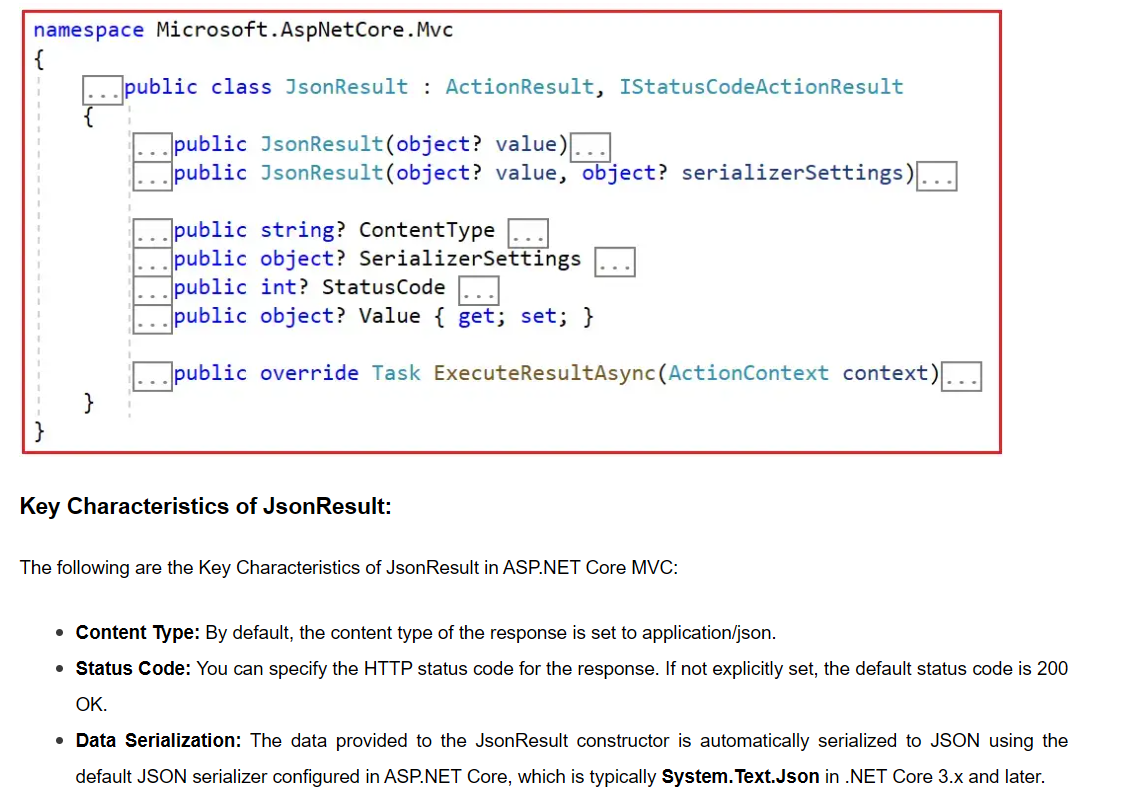 namespace Microsoft.AspNetCore.Mvc
{
...public class JsonResult : ActionResult, IStatusCodeActionResult
{
...public JsonResult(object? value)...
...public JsonResult(object? value, object? serializerSettings)...
...public string? ContentType ...
...public object? SerializerSettings ...
...public int? StatusCode ...
...public object? Value { get; set; }
...public override Task ExecuteResultAsync(ActionContext context)...
}
}
Key Characteristics of JsonResult:
The following are the Key Characteristics of JsonResult in ASP.NET Core MVC:
• Content Type: By default, the content type of the response is set to application/json.
• Status Code: You can specify the HTTP status code for the response. If not explicitly set, the default status code is 200
OK.
• Data Serialization: The data provided to the JsonResult constructor is automatically serialized to JSON using the
default JSON serializer configured in ASP.NET Core, which is typically System.Text.Json in .NET Core 3.x and later.